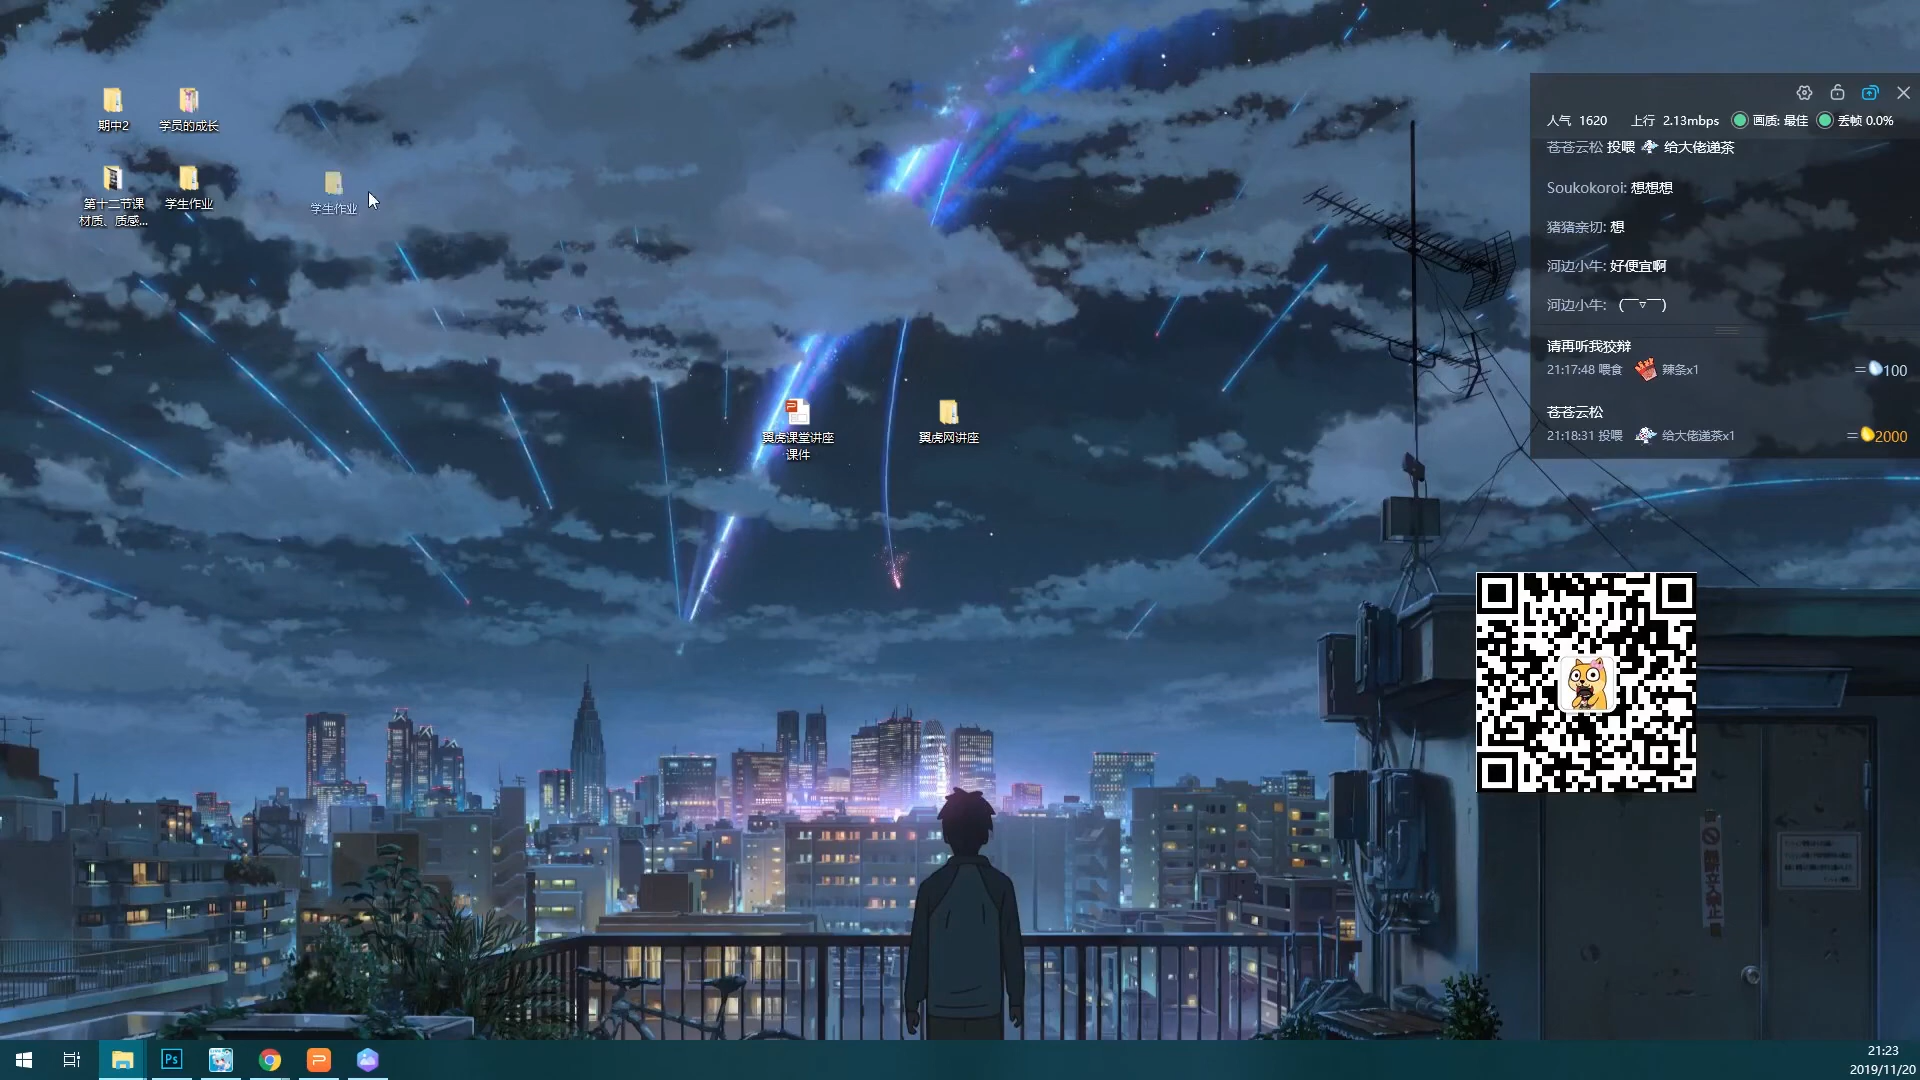 期中2
学员的成长
第十二节课
材质、质感...
学生作业
学生作业
翼虎课堂讲座
课件
翼虎网讲座
人气 1620 上行 2.13mbps 画质: 最佳 丢帧 0.0%
苍苍云松 投喂 给大佬递茶
Soukokoroi: 想想想
猪猪亲切: 想
河边小牛: 好便宜啊
河边小牛: (￣▽￣)
请再听我狡辩
21:17:48 喂食 辣条x1 =100
苍苍云松
21:18:31 投喂 给大佬递茶x1 =2000
立入禁止
Ps
21:23
2019/11/20